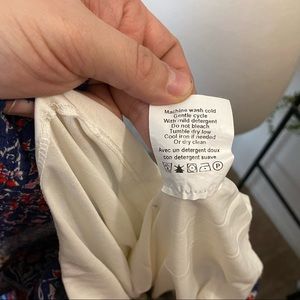 Machine wash cold
Gentle cycle
With mild detergent
Do not bleach
Tumble dry low
Cool iron if needed
Or dry clean
Avec un detergent doux
con detergent suave